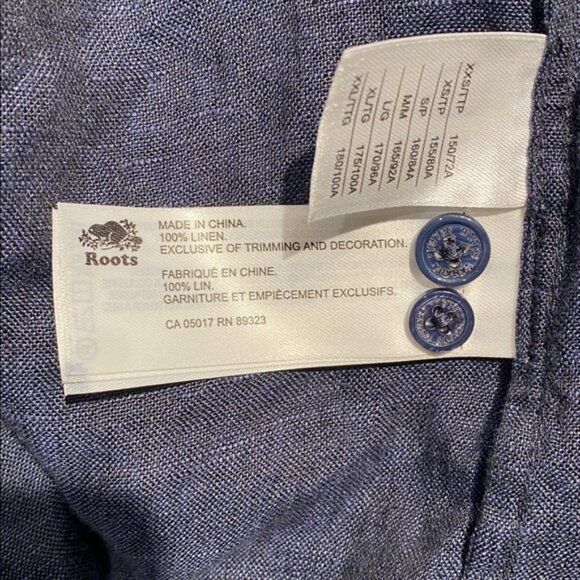 XXS/TTP 150/72A
XS/TP 155/80A
S/P 160/84A
M/M 165/92A
L/G 170/96A
XL/TG 175/100A
XXL/TTG 180/100A
Roots
MADE IN CHINA.
100% LINEN.
EXCLUSIVE OF TRIMMING AND DECORATION.
FABRIQUÉ EN CHINE.
100% LIN.
GARNITURE ET EMPIÈCEMENT EXCLUSIFS.
CA 05017 RN 89323